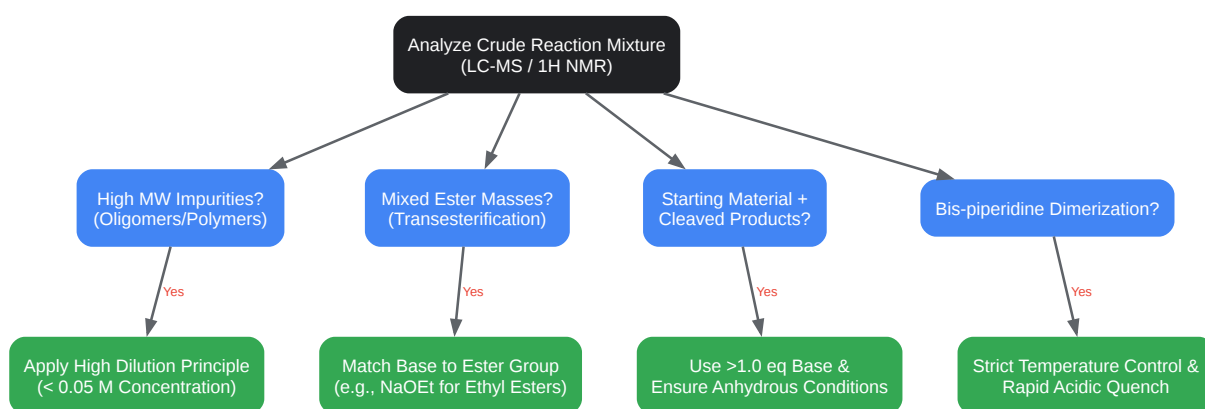 Analyze Crude Reaction Mixture
(LC-MS / 1H NMR)
High MW Impurities?
(Oligomers/Polymers)
Mixed Ester Masses?
(Transesterification)
Starting Material +
Cleaved Products?
Bis-piperidine Dimerization?
Yes
Yes
Yes
Yes
Apply High Dilution Principle
(< 0.05 M Concentration)
Match Base to Ester Group
(e.g., NaOEt for Ethyl Esters)
Use >1.0 eq Base &
Ensure Anhydrous Conditions
Strict Temperature Control &
Rapid Acidic Quench